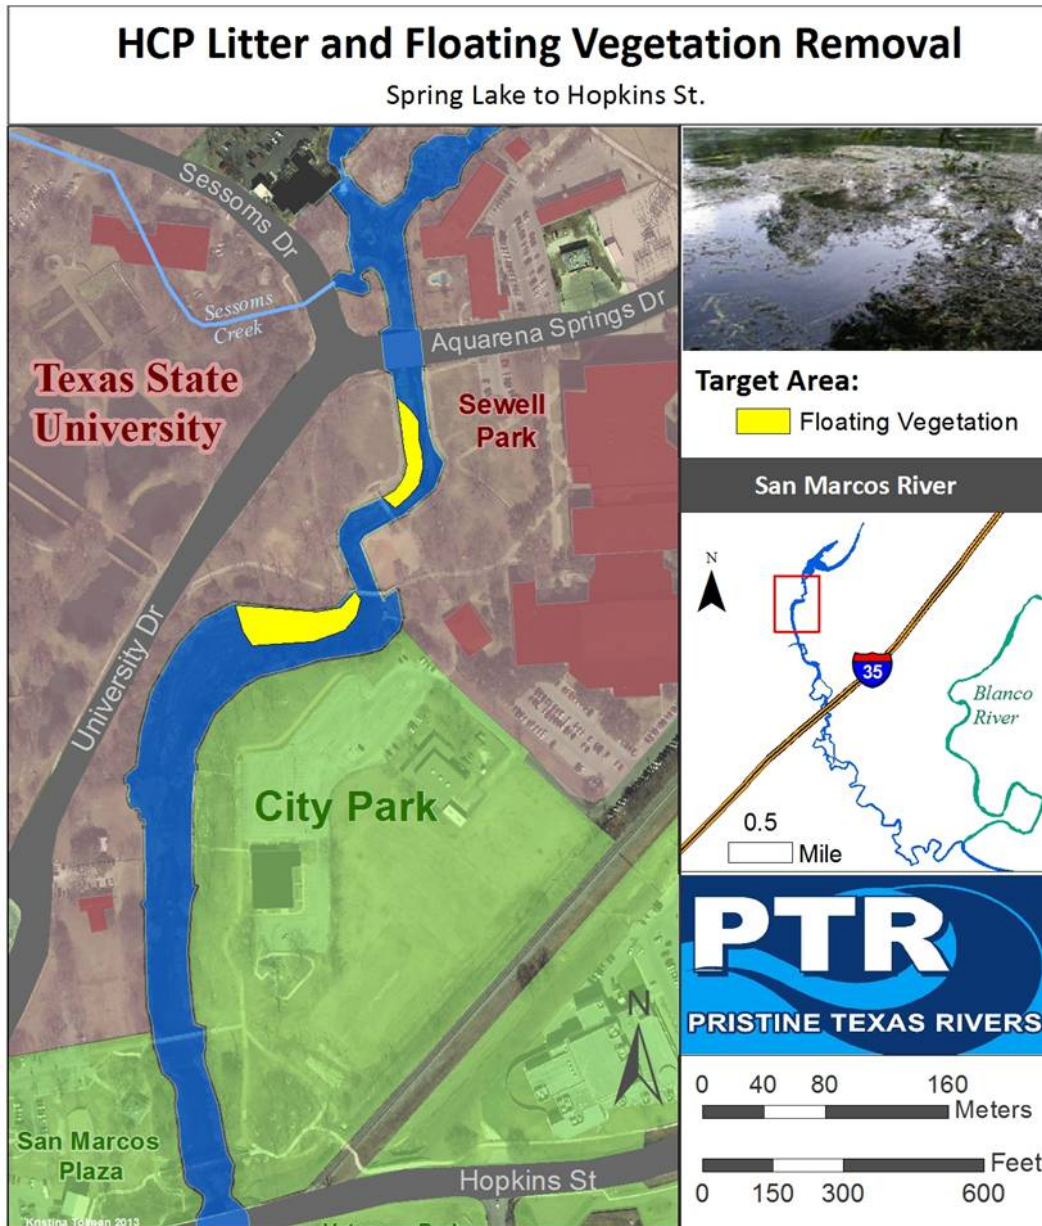 HCP Litter and Floating Vegetation Removal
Spring Lake to Hopkins St.
Sessoms Dr
Sessoms
Creek
Aquarena Springs Dr
Texas State
University
Sewell
Park
University Dr
City Park
N
San Marcos
Plaza
Hopkins St
Kristina Tolman 2013
Target Area:
Floating Vegetation
San Marcos River
N
35
Blanco
River
0.5
Mile
PTR
PRISTINE TEXAS RIVERS
0 40 80 160
Meters
Feet
0 150 300 600